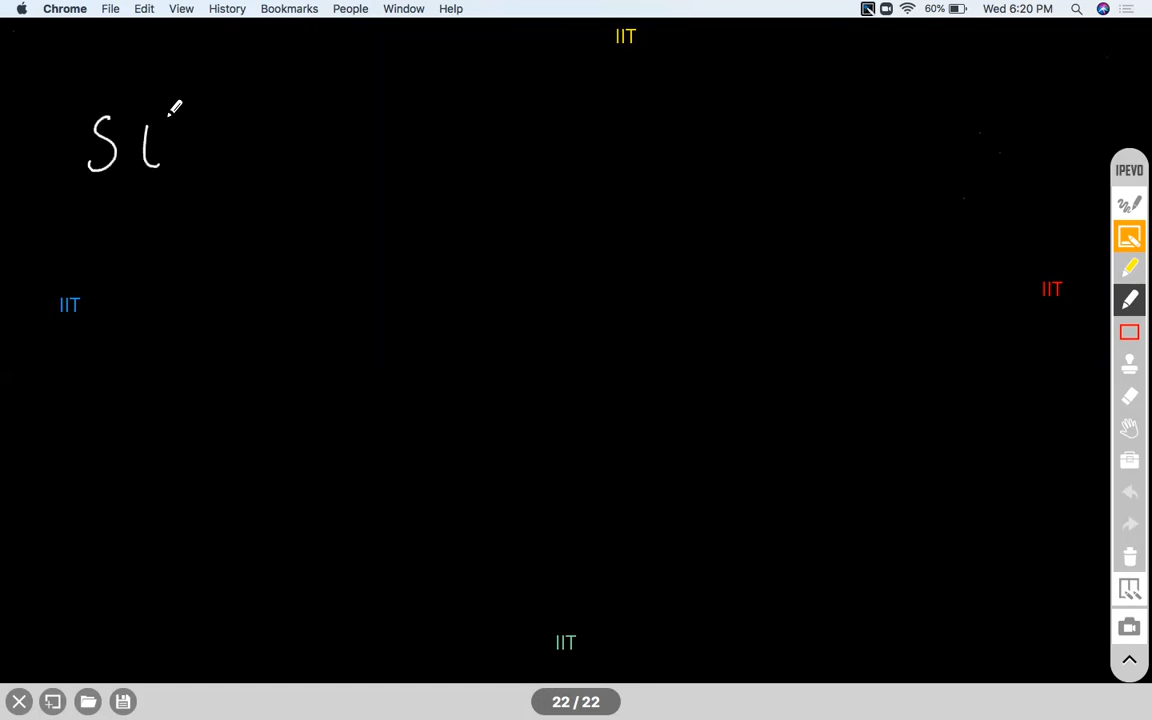 Chrome File Edit View History Bookmarks People Window Help 60% Wed 6:20 PM
IIT
S L
IPEVO
IIT
IIT
IIT
22 / 22